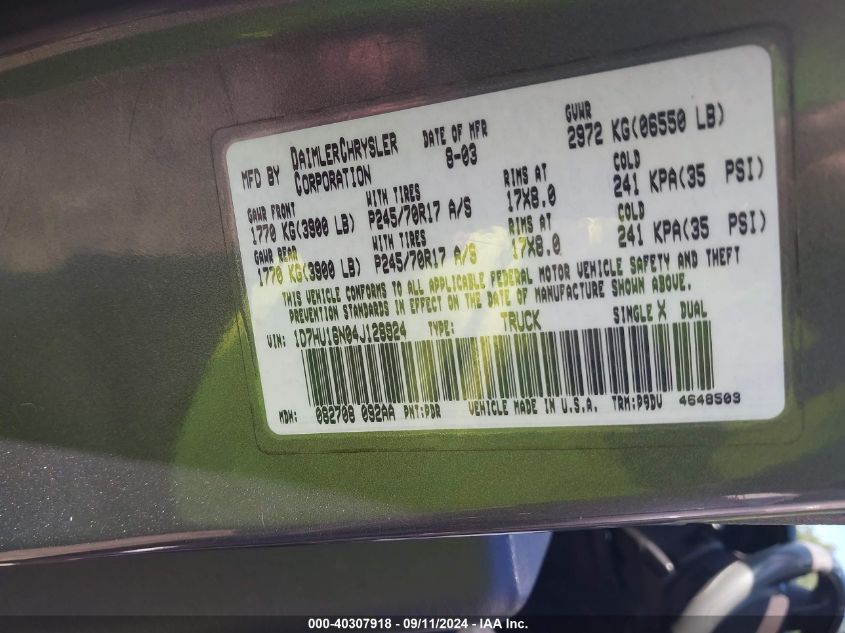 MFD BY DAIMLERCHRYSLER CORPORATION DATE OF MFR 8-03 GVWR 2972 KG(06550 LB)
GAWR FRONT WITH TIRES RIMS AT COLD
1770 KG(3900 LB) P245/70R17 A/S 17X8.0 241 KPA(35 PSI)
GAWR REAR WITH TIRES RIMS AT COLD
1770 KG(3900 LB) P245/70R17 A/S 17X8.0 241 KPA(35 PSI)
THIS VEHICLE CONFORMS TO ALL APPLICABLE FEDERAL MOTOR VEHICLE SAFETY AND THEFT
PREVENTION STANDARDS IN EFFECT ON THE DATE OF MANUFACTURE SHOWN ABOVE.
VIN: TYPE: TRUCK SINGLE X DUAL
MDH: 082708 092AA PNT:PDR VEHICLE MADE IN U.S.A. TRM:P9DV 4648503
000-40307918 - 09/11/2024 - IAA Inc.